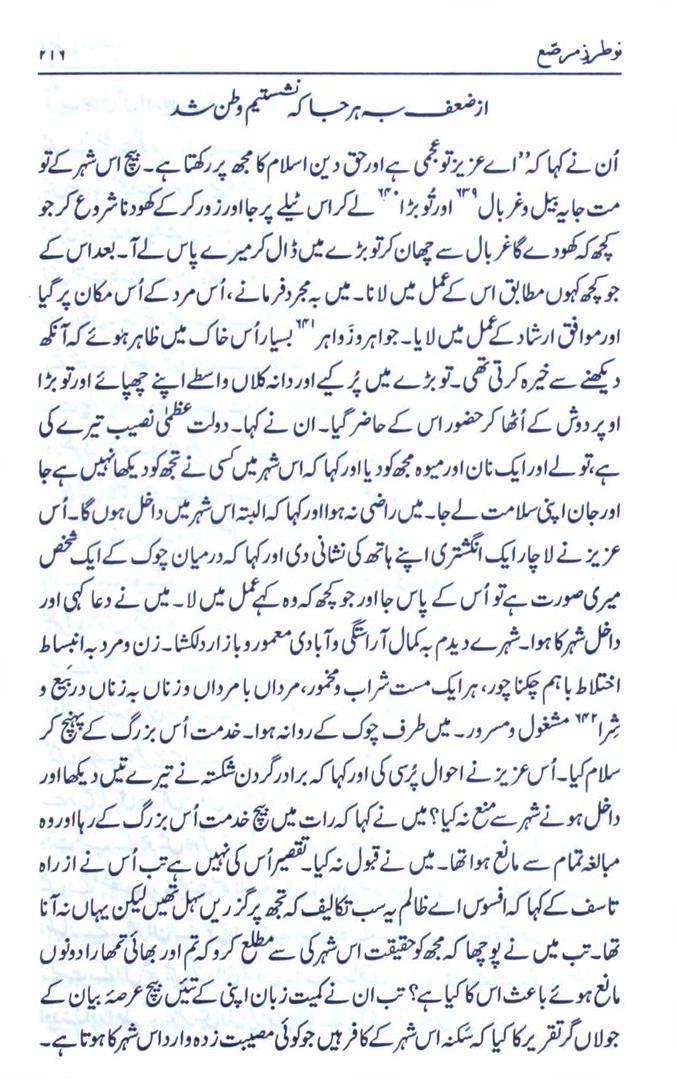 نو طرزِ مرصّع ۲۱۶
از ضعف بہ ہر جا کہ نشستیم وطن شد
اُن نے کہا کہ ”اے عزیز تو عجمی ہے اور حق دین اسلام کا مجھ پر رکھتا ہے۔ بیچ اس شہر کے تو
مت جا یہ بیل و غربال ۶۳۹ اور تُوبڑا ۶۴۰ لے کر اس ٹیلے پر جا اور زور کر کے کھودنا شروع کر جو
کچھ کہ کھودے گا غربال سے چھان کر توبڑے میں ڈال کر میرے پاس لے آ۔ بعد اس کے
جو کچھ کہوں مطابق اس کے عمل میں لانا۔ میں بہ مجرد فرمانے، اُس مرد کے اُس مکان پر گیا
اور موافق ارشاد کے عمل میں لایا۔ جواہر و زَواہر ۶۴۱ بسیار اُس خاک میں ظاہر ہوئے کہ آنکھ
دیکھنے سے خیرہ کرتی تھی۔ توبڑے میں پُر کیے اور دانہ کلاں واسطے اپنے چھپائے اور توبڑا
اوپر دوش کے اُٹھا کر حضور اس کے حاضر گیا۔ ان نے کہا۔ دولت عظمیٰ نصیب تیرے کی
ہے، تو لے اور ایک نان اور میوہ مجھ کو دیا اور کہا کہ اس شہر میں کسی نے تجھ کو دیکھا نہیں ہے جا
اور جان اپنی سلامت لے جا۔ میں راضی نہ ہوا اور کہا کہ البتہ اس شہر میں داخل ہوں گا۔ اُس
عزیز نے لاچار ایک انگشتری اپنے ہاتھ کی نشانی دی اور کہا کہ درمیان چوک کے ایک شخص
میری صورت ہے تو اُس کے پاس جا اور جو کچھ کہ وہ کہے عمل میں لا۔ میں نے دعا کہی اور
داخل شہر کا ہوا۔ شہرے دیدم بہ کمال آراستگی و آبادی معمور و بازار دلکشا۔ زن و مرد بہ انبساط
اختلاط باہم چکنا چور، ہر ایک مست شراب و مخمور، مرداں با مرداں و زناں بہ زناں در بیع و
شِرا ۶۴۲ مشغول و مسرور۔ میں طرف چوک کے روانہ ہوا۔ خدمت اُس بزرگ کے پہنچ کر
سلام کیا۔ اُس عزیز نے احوال پُرسی کی اور کہا کہ برادر گردن شکستہ نے تیرے تیں دیکھا اور
داخل ہونے شہر سے منع نہ کیا؟ میں نے کہا کہ رات میں بیچ خدمت اُس بزرگ کے رہا اور وہ
مبالغہ تمام سے مانع ہوا تھا۔ میں نے قبول نہ کیا۔ تقصیر اُس کی نہیں ہے تب اُس نے از راہ
تاسف کے کہا کہ افسوس اے ظالم یہ سب تکالیف کہ تجھ پر گزریں سہل تھیں لیکن یہاں نہ آنا
تھا۔ تب میں نے پوچھا کہ مجھ کو حقیقت اس شہر کی سے مطلع کرو کہ تم اور بھائی تمھارا دونوں
مانع ہوئے باعث اس کا کیا ہے؟ تب ان نے کمیت زبان اپنی کے تئیں بیچ عرصۂ بیان کے
جولاں گر تقریر کا کیا کہ سکنہ اس شہر کے کافر ہیں جو کوئی مصیبت زدہ وارد اس شہر کا ہوتا ہے۔